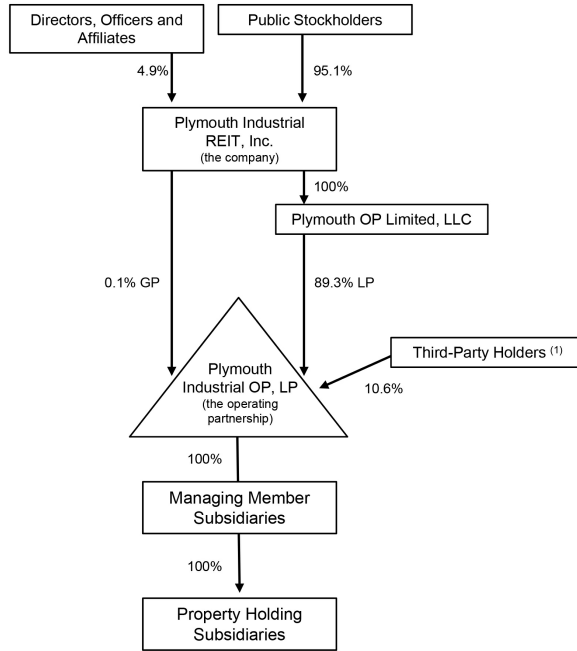 Directors, Officers and
Affiliates
Public Stockholders
4.9%
95.1%
Plymouth Industrial
REIT, Inc.
(the company)
100%
Plymouth OP Limited, LLC
0.1% GP
89.3% LP
Third-Party Holders (1)
10.6%
Plymouth
Industrial OP, LP
(the operating
partnership)
100%
Managing Member
Subsidiaries
100%
Property Holding
Subsidiaries